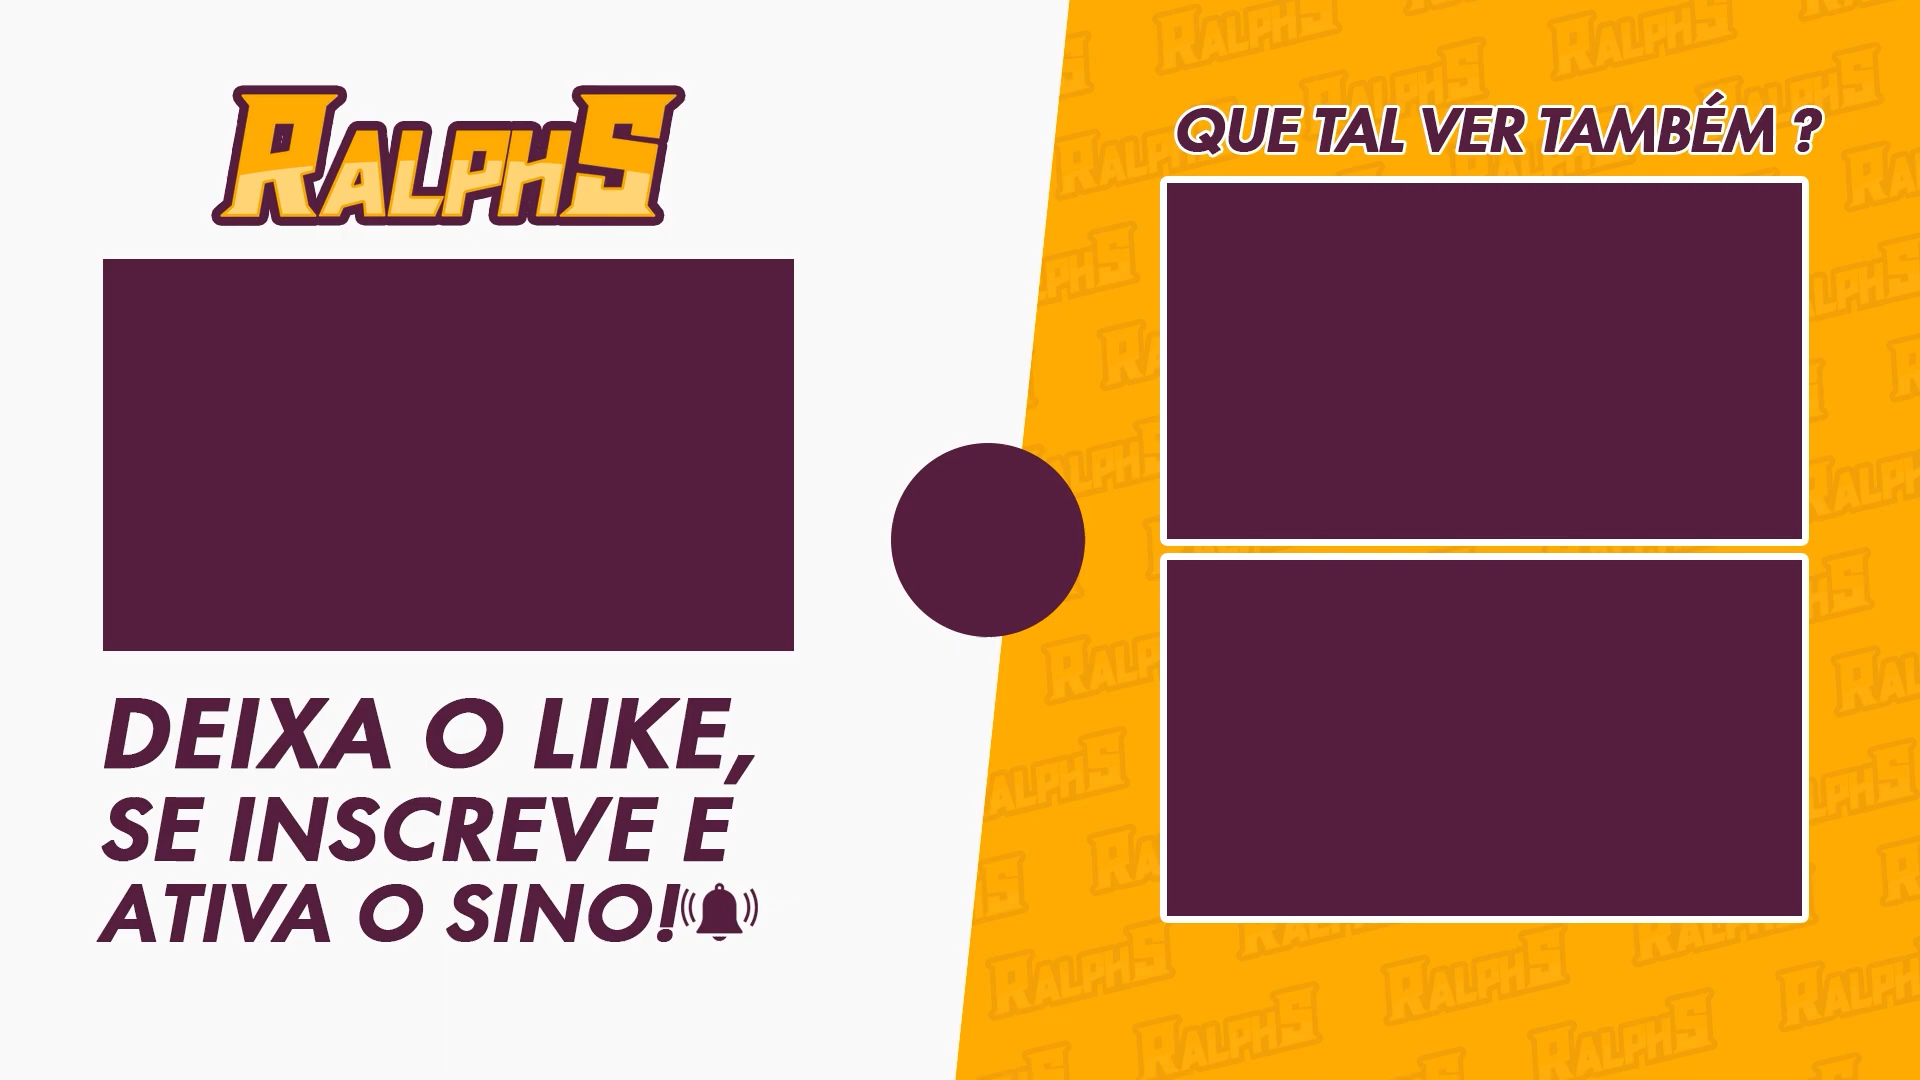 RALPHS
DEIXA O LIKE,
SE INSCREVE E
ATIVA O SINO!
QUE TAL VER TAMBÉM ?